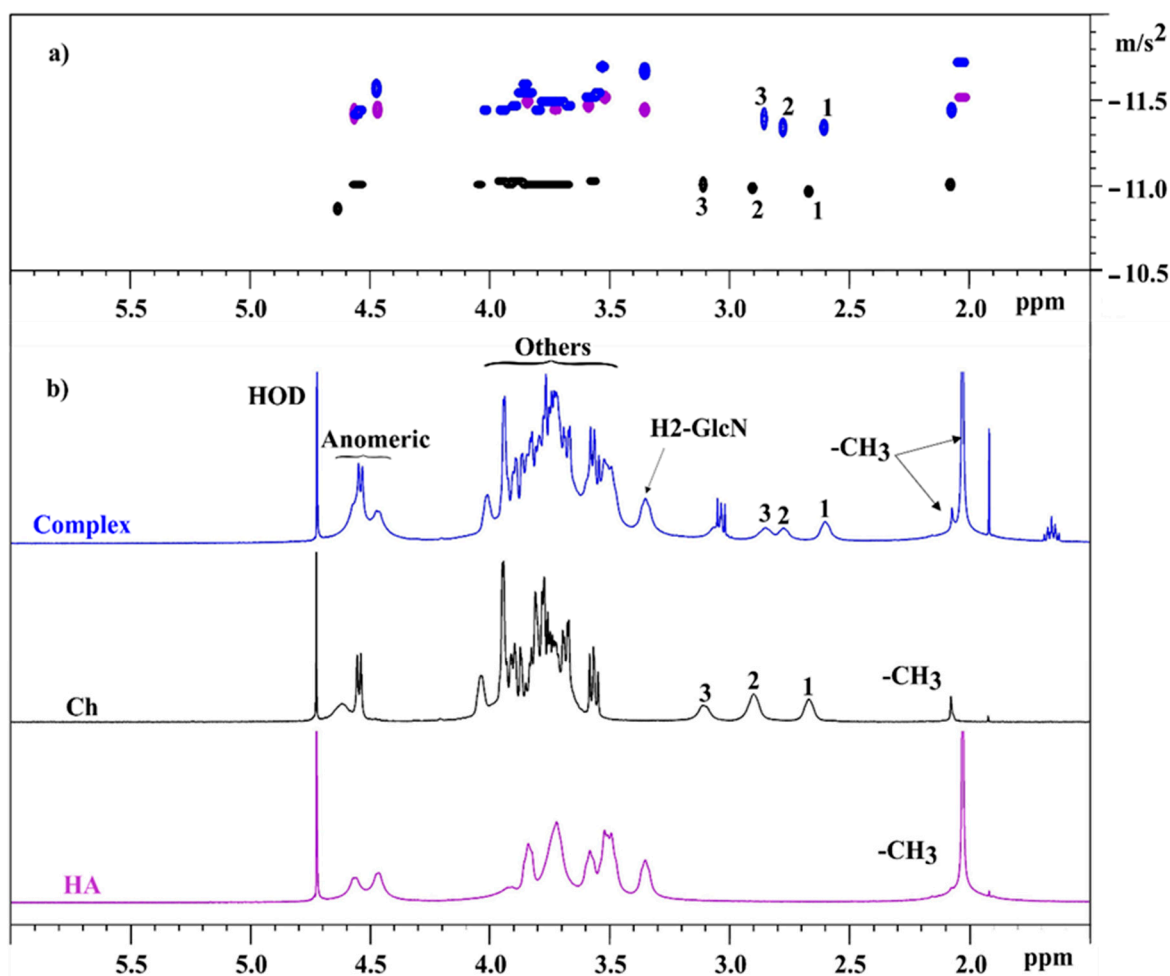 a)
m/s2
−11.5
−11.0
−10.5
3 2 1
3 2 1
5.5 5.0 4.5 4.0 3.5 3.0 2.5 2.0 ppm
b)
Others
HOD
Anomeric
H2-GlcN
-CH3
Complex
3 2 1
Ch
3 2 1
-CH3
HA
-CH3
5.5 5.0 4.5 4.0 3.5 3.0 2.5 2.0 ppm